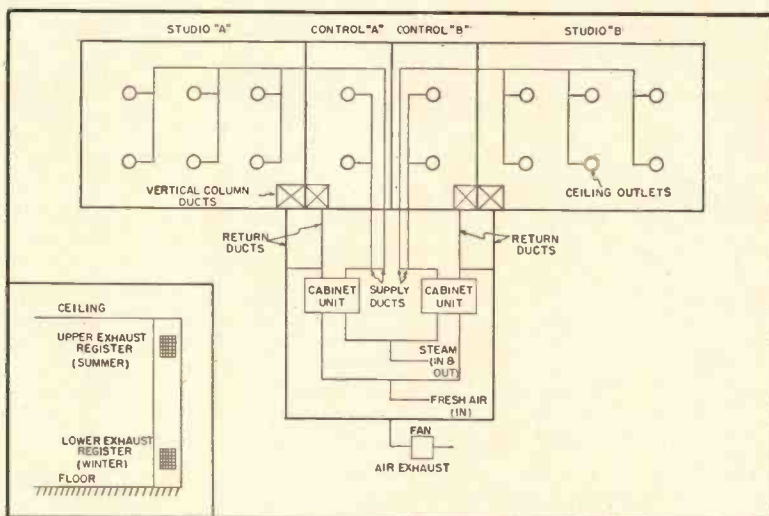 STUDIO "A"
CONTROL "A"
CONTROL "B"
STUDIO "B"
VERTICAL COLUMN
DUCTS
CEILING OUTLETS
RETURN
DUCTS
RETURN
DUCTS
CABINET
UNIT
SUPPLY
DUCTS
CABINET
UNIT
STEAM
(IN &
OUT)
FRESH AIR
(IN)
FAN
AIR EXHAUST
CEILING
UPPER EXHAUST
REGISTER
(SUMMER)
LOWER EXHAUST
REGISTER
(WINTER)
FLOOR